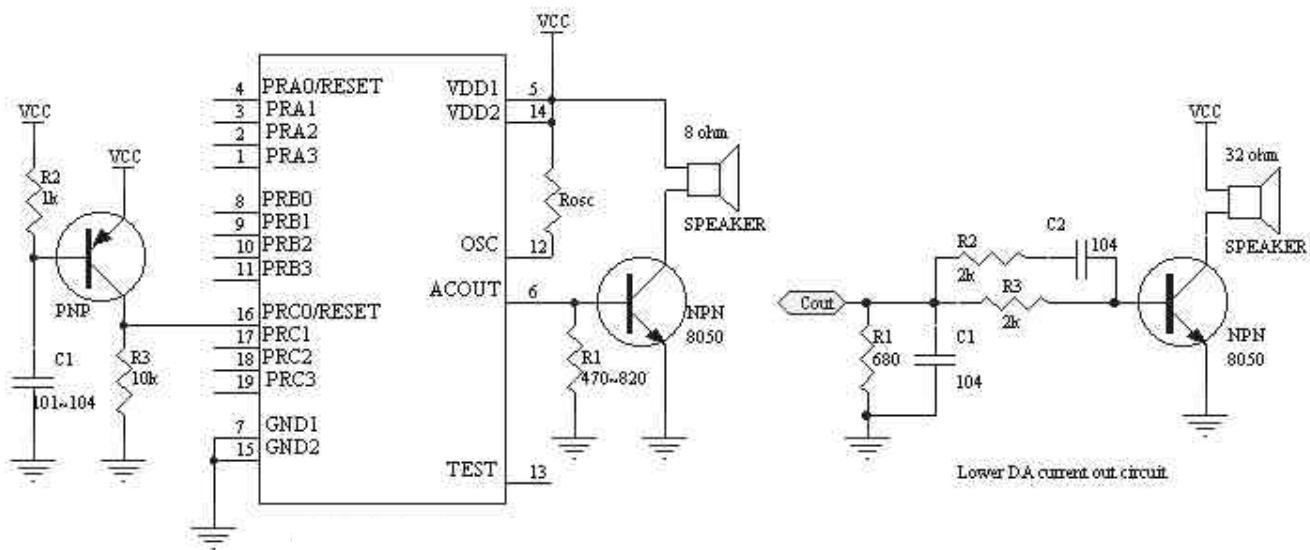 VCC
R2
1k
PNP
C1
101~104
VCC
R3
10k
4 PRA0/RESET
3 PRA1
2 PRA2
1 PRA3
8 PRB0
9 PRB1
10 PRB2
11 PRB3
16 PRC0/RESET
17 PRC1
18 PRC2
19 PRC3
7 GND1
15 GND2
VDD1 5
VDD2 14
OSC 12
ACOUT 6
TEST 13
VCC
Rosc
8 ohm
SPEAKER
NPN
8050
R1
470~820
Cout
R1
680
C1
104
R2
2k
C2
104
R3
2k
VCC
32 ohm
SPEAKER
NPN
8050
Lower DA current out circuit